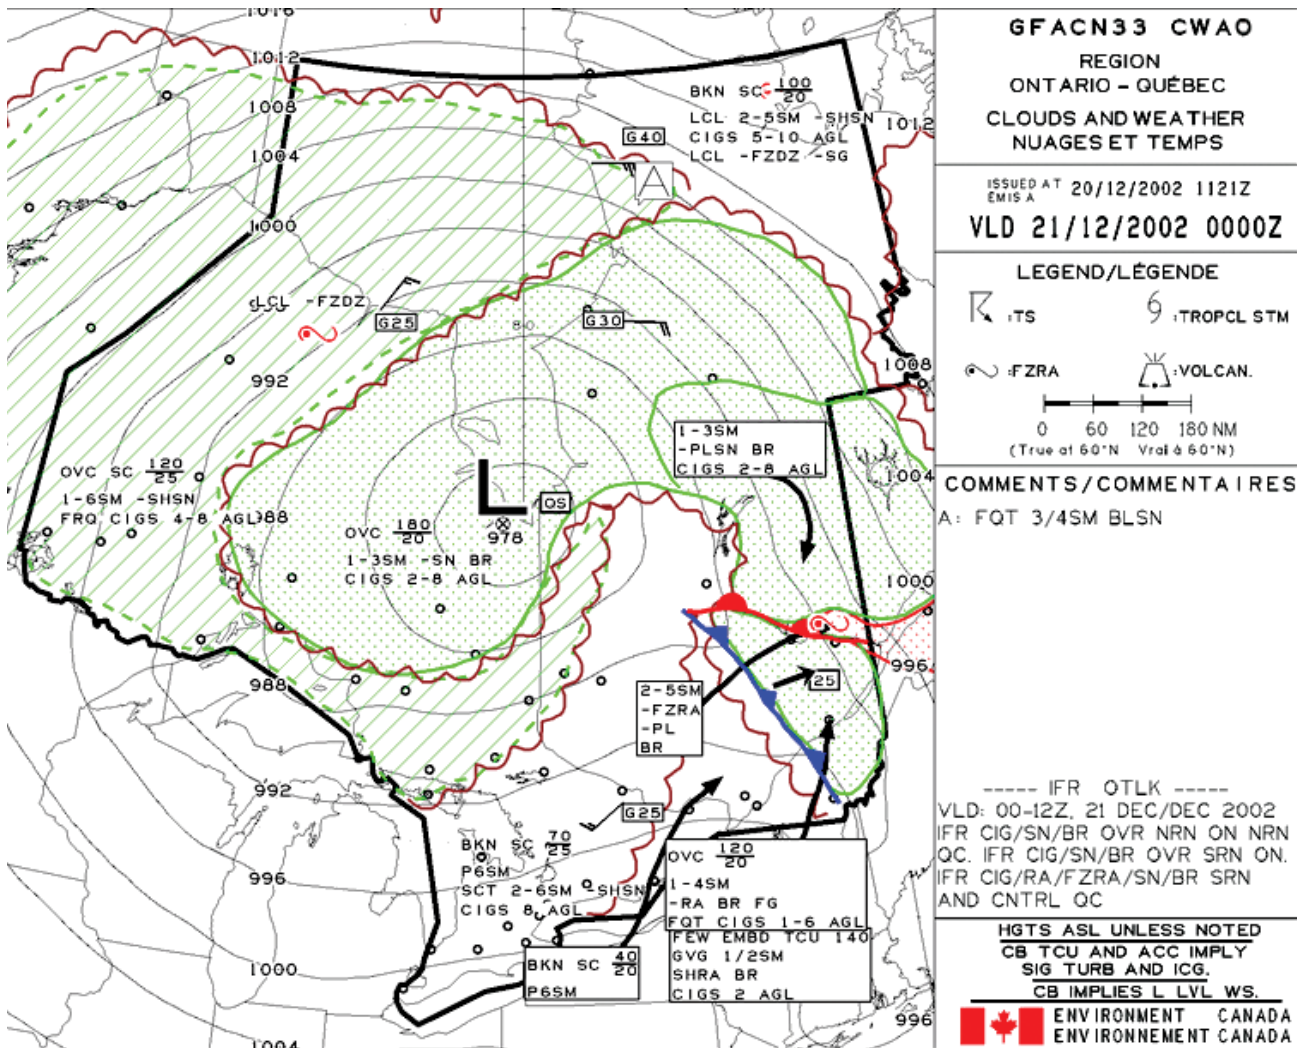 1016
1012
1008
1004
1000
992
988
988
992
996
1000
1004
1012
1008
1004
1000
996
996
BKN SC 100/20
LCL 2-5SM -SHSN
CIGS 5-10 AGL
LCL -FZDZ -SG
G40
A
LCL -FZDZ
G25
80
G30
1-3SM
-PLSN BR
CIGS 2-8 AGL
OVC SC 120/25
1-6SM -SHSN
FRQ CIGS 4-8 AGL
OVC 180/20
1-3SM -SN BR
CIGS 2-8 AGL
L
978
QS
2-5SM
-FZRA
-PL
BR
25
G25
BKN SC 70/25
P6SM
SCT 2-6SM -SHSN
CIGS 8 AGL
BKN SC 40/20
P6SM
OVC 120/20
1-4SM
-RA BR FG
FQT CIGS 1-6 AGL
FEW EMBD TCU 140
GVG 1/2SM
SHRA BR
CIGS 2 AGL
GFACN33 CWAO
REGION
ONTARIO - QUÉBEC
CLOUDS AND WEATHER
NUAGES ET TEMPS
ISSUED AT 20/12/2002 1121Z
ÉMIS A
VLD 21/12/2002 0000Z
LEGEND/LÉGENDE
:TS :TROPCL STM
:FZRA :VOLCAN.
0 60 120 180 NM
(True at 60°N Vrai à 60°N)
COMMENTS/COMMENTAIRES
A: FQT 3/4SM BLSN
----- IFR OTLK -----
VLD: 00-12Z, 21 DEC/DEC 2002
IFR CIG/SN/BR OVR NRN ON NRN
QC. IFR CIG/SN/BR OVR SRN ON.
IFR CIG/RA/FZRA/SN/BR SRN
AND CNTRL QC
HGTS ASL UNLESS NOTED
CB TCU AND ACC IMPLY
SIG TURB AND ICG.
CB IMPLIES L LVL WS.
ENVIRONMENT CANADA
ENVIRONNEMENT CANADA